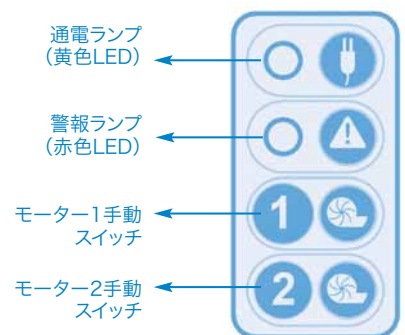 通電ランプ
（黄色LED）
警報ランプ
（赤色LED）
モーター1手動
スイッチ
1
モーター2手動
スイッチ
2